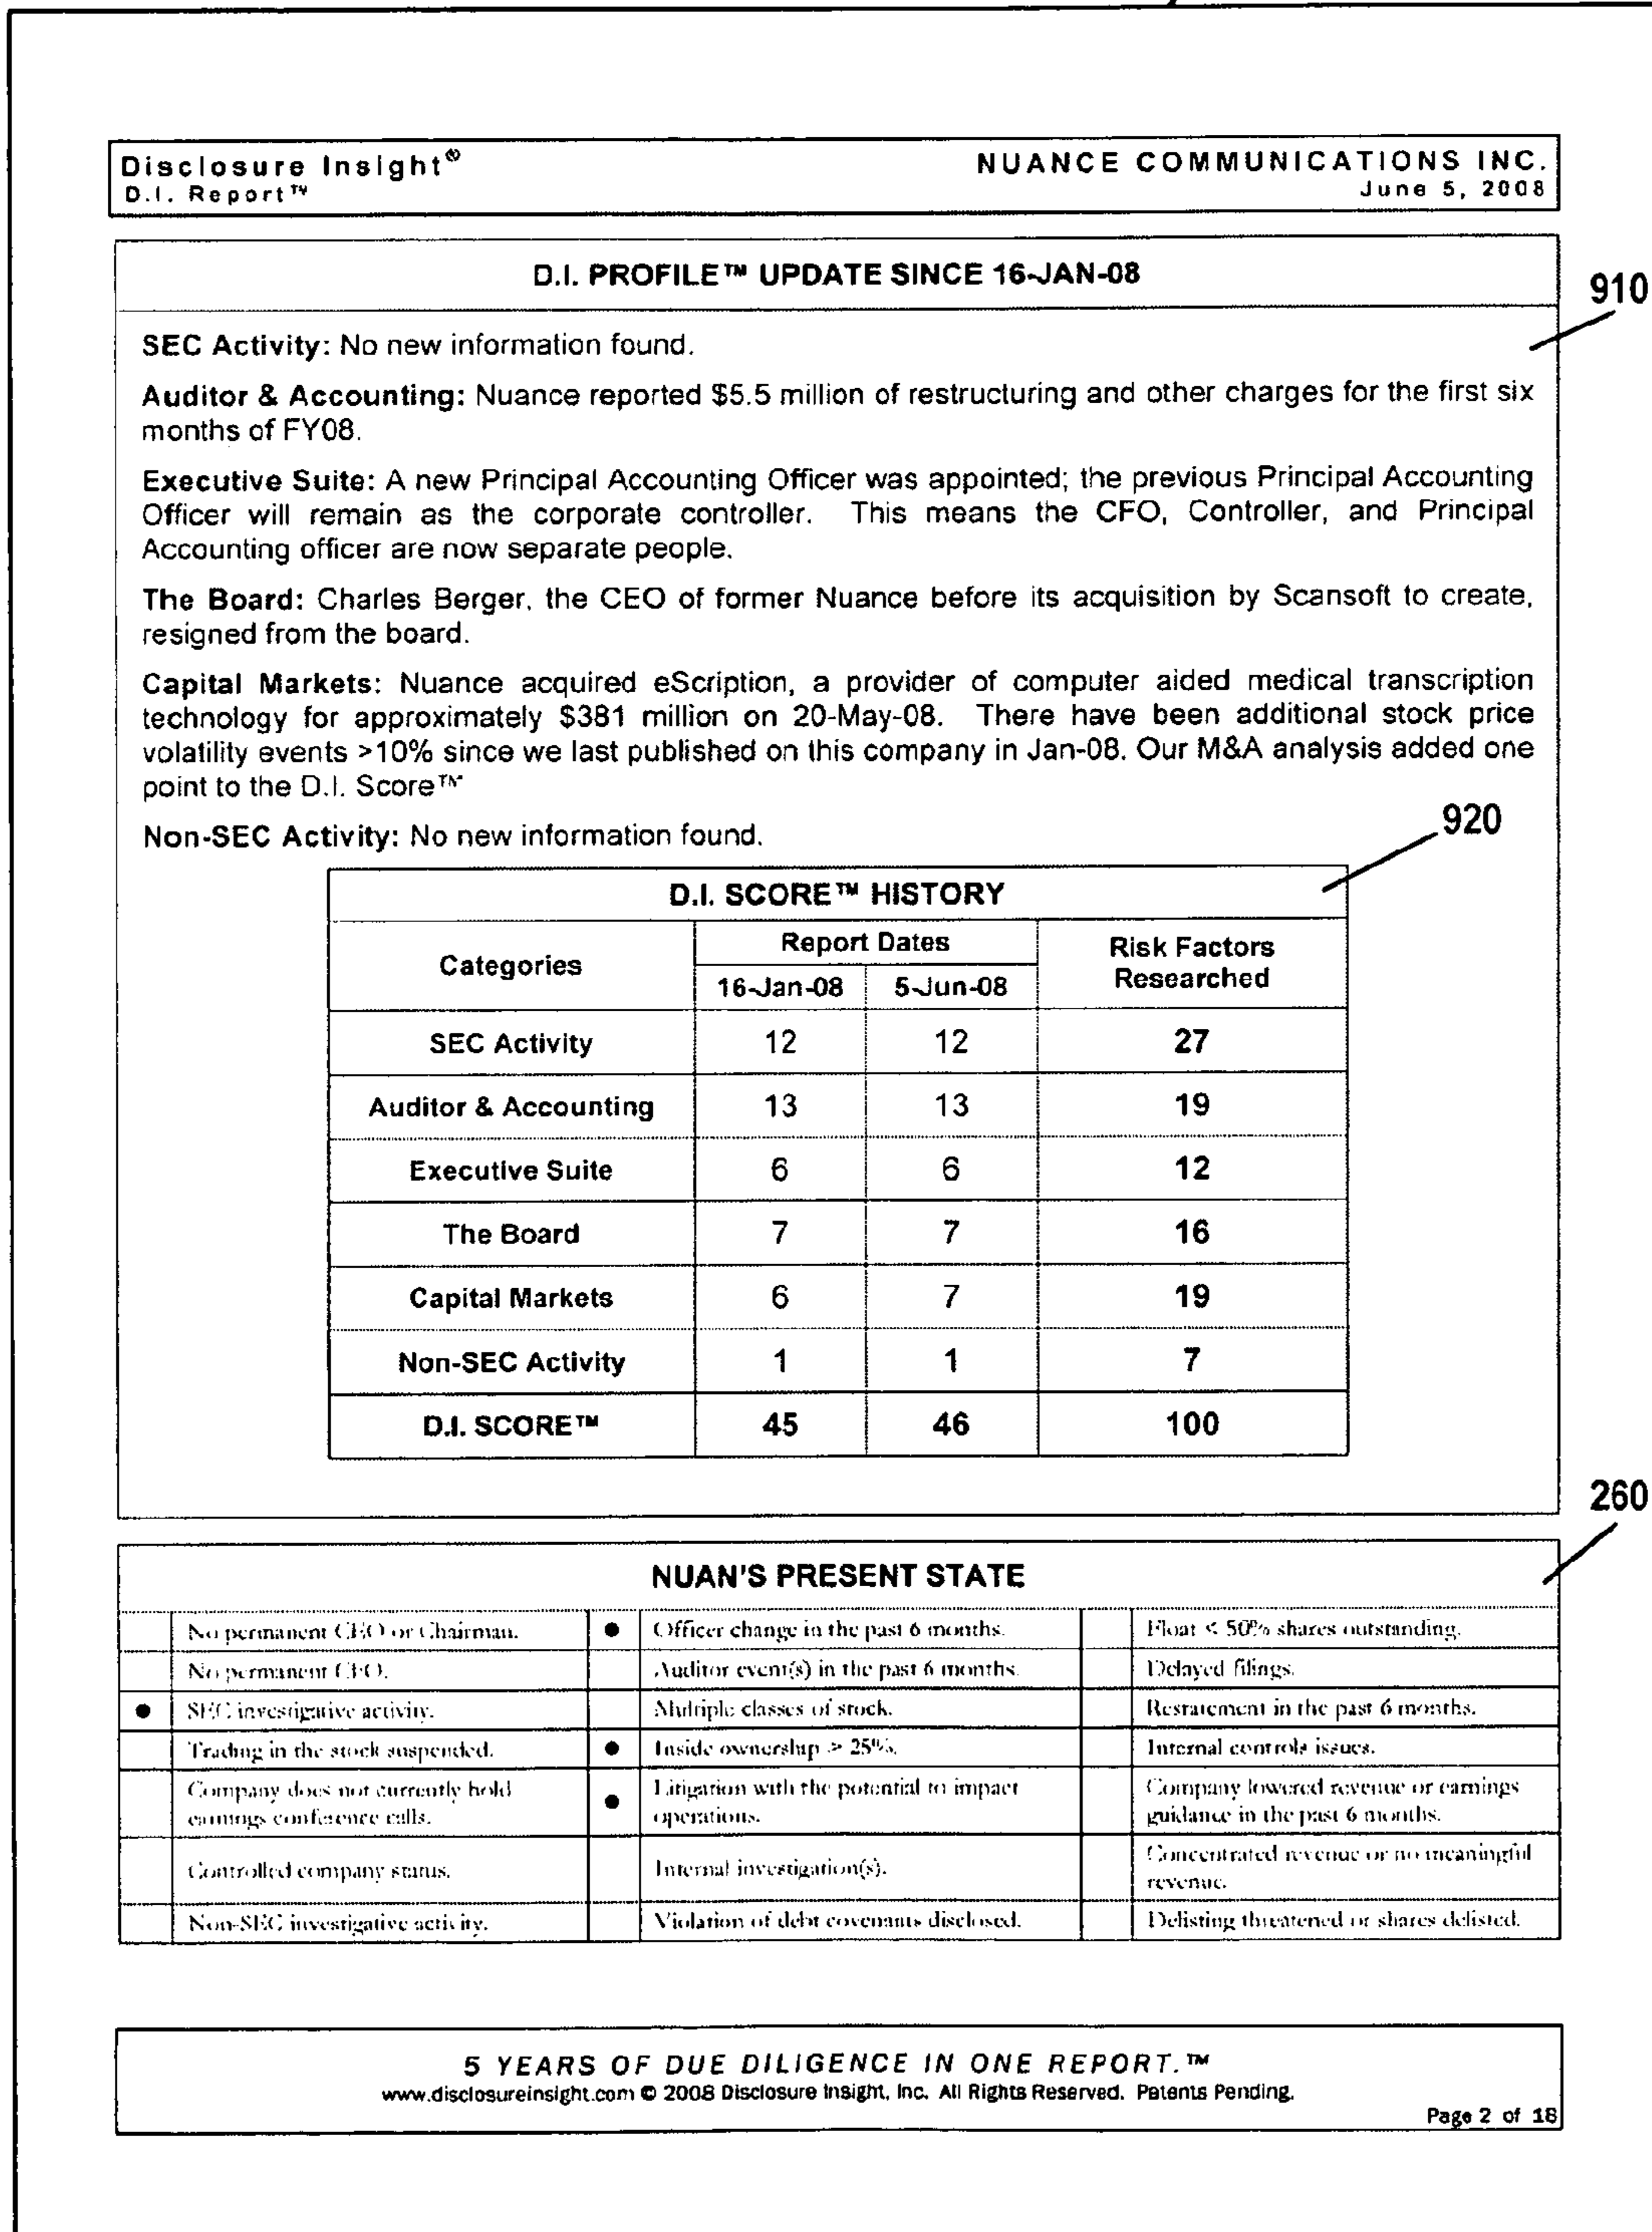 Disclosure Insight®
D.I. Report™
NUANCE COMMUNICATIONS INC.
June 5, 2008
D.I. PROFILE™ UPDATE SINCE 16-JAN-08
910
SEC Activity: No new information found.
Auditor & Accounting: Nuance reported $5.5 million of restructuring and other charges for the first six
months of FY08.
Executive Suite: A new Principal Accounting Officer was appointed; the previous Principal Accounting
Officer will remain as the corporate controller. This means the CFO, Controller, and Principal
Accounting officer are now separate people.
The Board: Charles Berger, the CEO of former Nuance before its acquisition by Scansoft to create,
resigned from the board.
Capital Markets: Nuance acquired eScription, a provider of computer aided medical transcription
technology for approximately $381 million on 20-May-08. There have been additional stock price
volatility events >10% since we last published on this company in Jan-08. Our M&A analysis added one
point to the D.I. Score™
Non-SEC Activity: No new information found.
920
D.I. SCORE™ HISTORY
Categories Report Dates Risk Factors Researched
16-Jan-08 5-Jun-08
SEC Activity 12 12 27
Auditor & Accounting 13 13 19
Executive Suite 6 6 12
The Board 7 7 16
Capital Markets 6 7 19
Non-SEC Activity 1 1 7
D.I. SCORE™ 45 46 100
260
NUAN'S PRESENT STATE
No permanent CEO or Chairman. ● Officer change in the past 6 months. Float < 50% shares outstanding.
No permanent CFO. Auditor event(s) in the past 6 months. Delayed filings.
● SEC investigative activity. Multiple classes of stock. Restatement in the past 6 months.
Trading in the stock suspended. ● Inside ownership > 25%. Internal controls issues.
Company does not currently hold
earnings conference calls.
● Litigation with the potential to impact
operations.
Company lowered revenue or earnings
guidance in the past 6 months.
Controlled company status. Internal investigation(s).
Concentrated revenue or no meaningful
revenue.
Non-SEC investigative activity. Violation of debt covenants disclosed. Delisting threatened or shares delisted.
5 YEARS OF DUE DILIGENCE IN ONE REPORT.™
www.disclosureinsight.com © 2008 Disclosure Insight, Inc. All Rights Reserved. Patents Pending.
Page 2 of 18